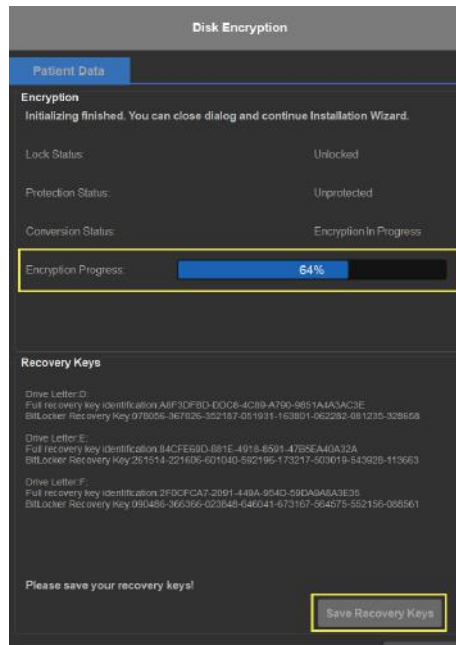 Disk Encryption
Patient Data
Encryption
Initializing finished. You can close dialog and continue Installation Wizard.
Lock Status: Unlocked
Protection Status: Unprotected
Conversion Status: Encryption In Progress
Encryption Progress: 64%
Recovery Keys
Drive Letter:D:
Full recovery key identification:A8F3DFBD-DDC6-4C89-A790-9851A4A3AC3E
BitLocker Recovery Key:078056-367026-352187-051931-163801-062282-081235-328658
Drive Letter:E:
Full recovery key identification:84CFE69D-881E-4918-8591-47B5EA40A32A
BitLocker Recovery Key:261514-221606-601040-592196-173217-503019-543928-113663
Drive Letter:F:
Full recovery key identification:2F0CFCA7-2091-449A-954D-59DA9A8A3E35
BitLocker Recovery Key:090486-366366-023848-646041-673167-564575-552156-088561
Please save your recovery keys!
Save Recovery Keys